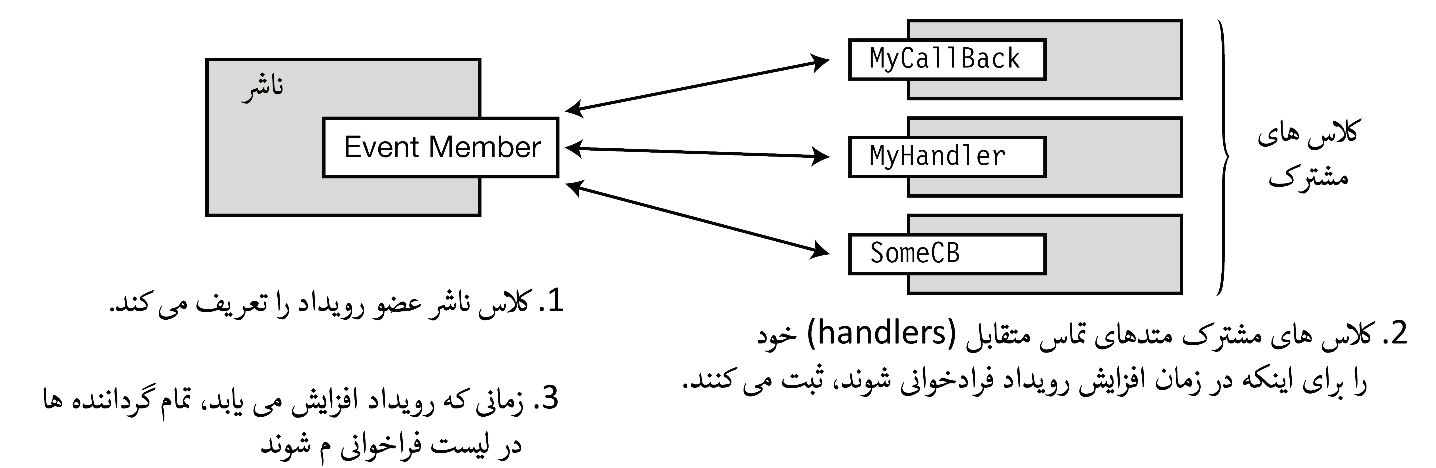 ناشر
Event Member
MyCallBack
MyHandler
SomeCB
کلاس های
مشترک
1. کلاس ناشر عضو رویداد را تعریف می کند.
2. کلاس های مشترک متدهای تماس متقابل (handlers) خود
را برای اینکه در زمان افزایش رویداد فرادخوانی شوند، ثبت می کنند.
3. زمانی که رویداد افزایش می یابد، تمام گرداننده ها
در لیست فراخوانی م شوند